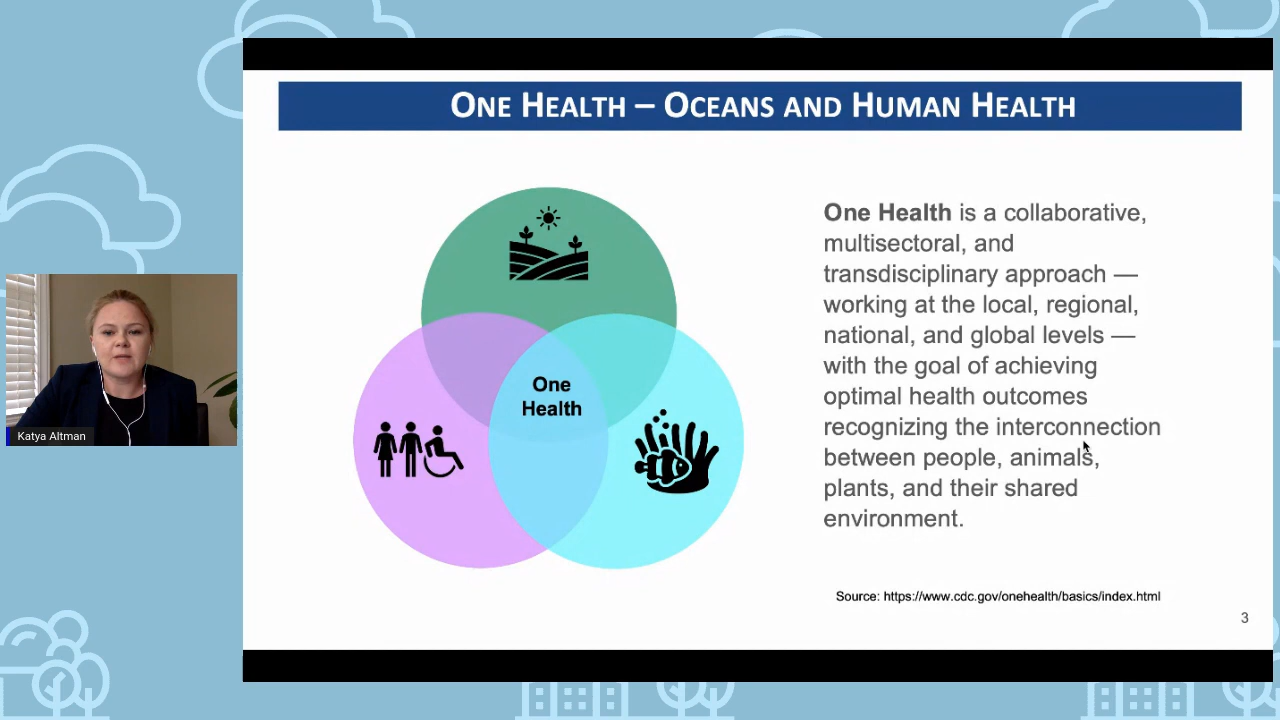 ONE HEALTH – OCEANS AND HUMAN HEALTH
One
Health
One Health is a collaborative,
multisectoral, and
transdisciplinary approach —
working at the local, regional,
national, and global levels —
with the goal of achieving
optimal health outcomes
recognizing the interconnection
between people, animals,
plants, and their shared
environment.
Source: https://www.cdc.gov/onehealth/basics/index.html
3
Katya Altman